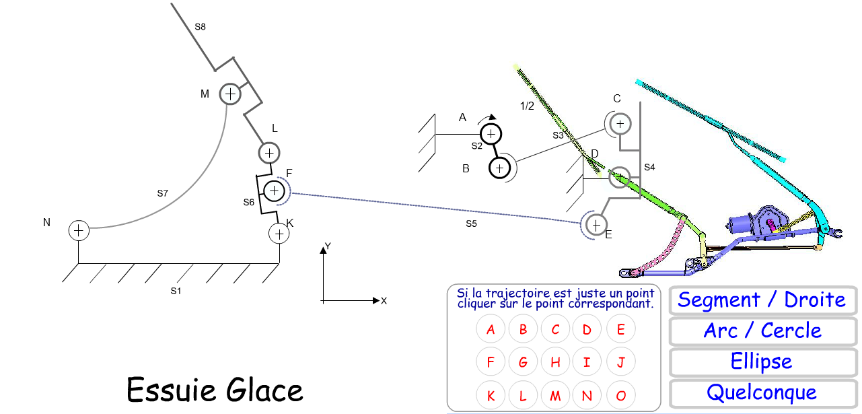 S8
M
L
F
S7
S6
N
K
S1
A
S2
B
S3
1/2
C
D
S4
S5
E
Y
X
Si la trajectoire est juste un point
cliquer sur le point correspondant.
A B C D E
F G H I J
K L M N O
Segment / Droite
Arc / Cercle
Ellipse
Quelconque
Essuie Glace